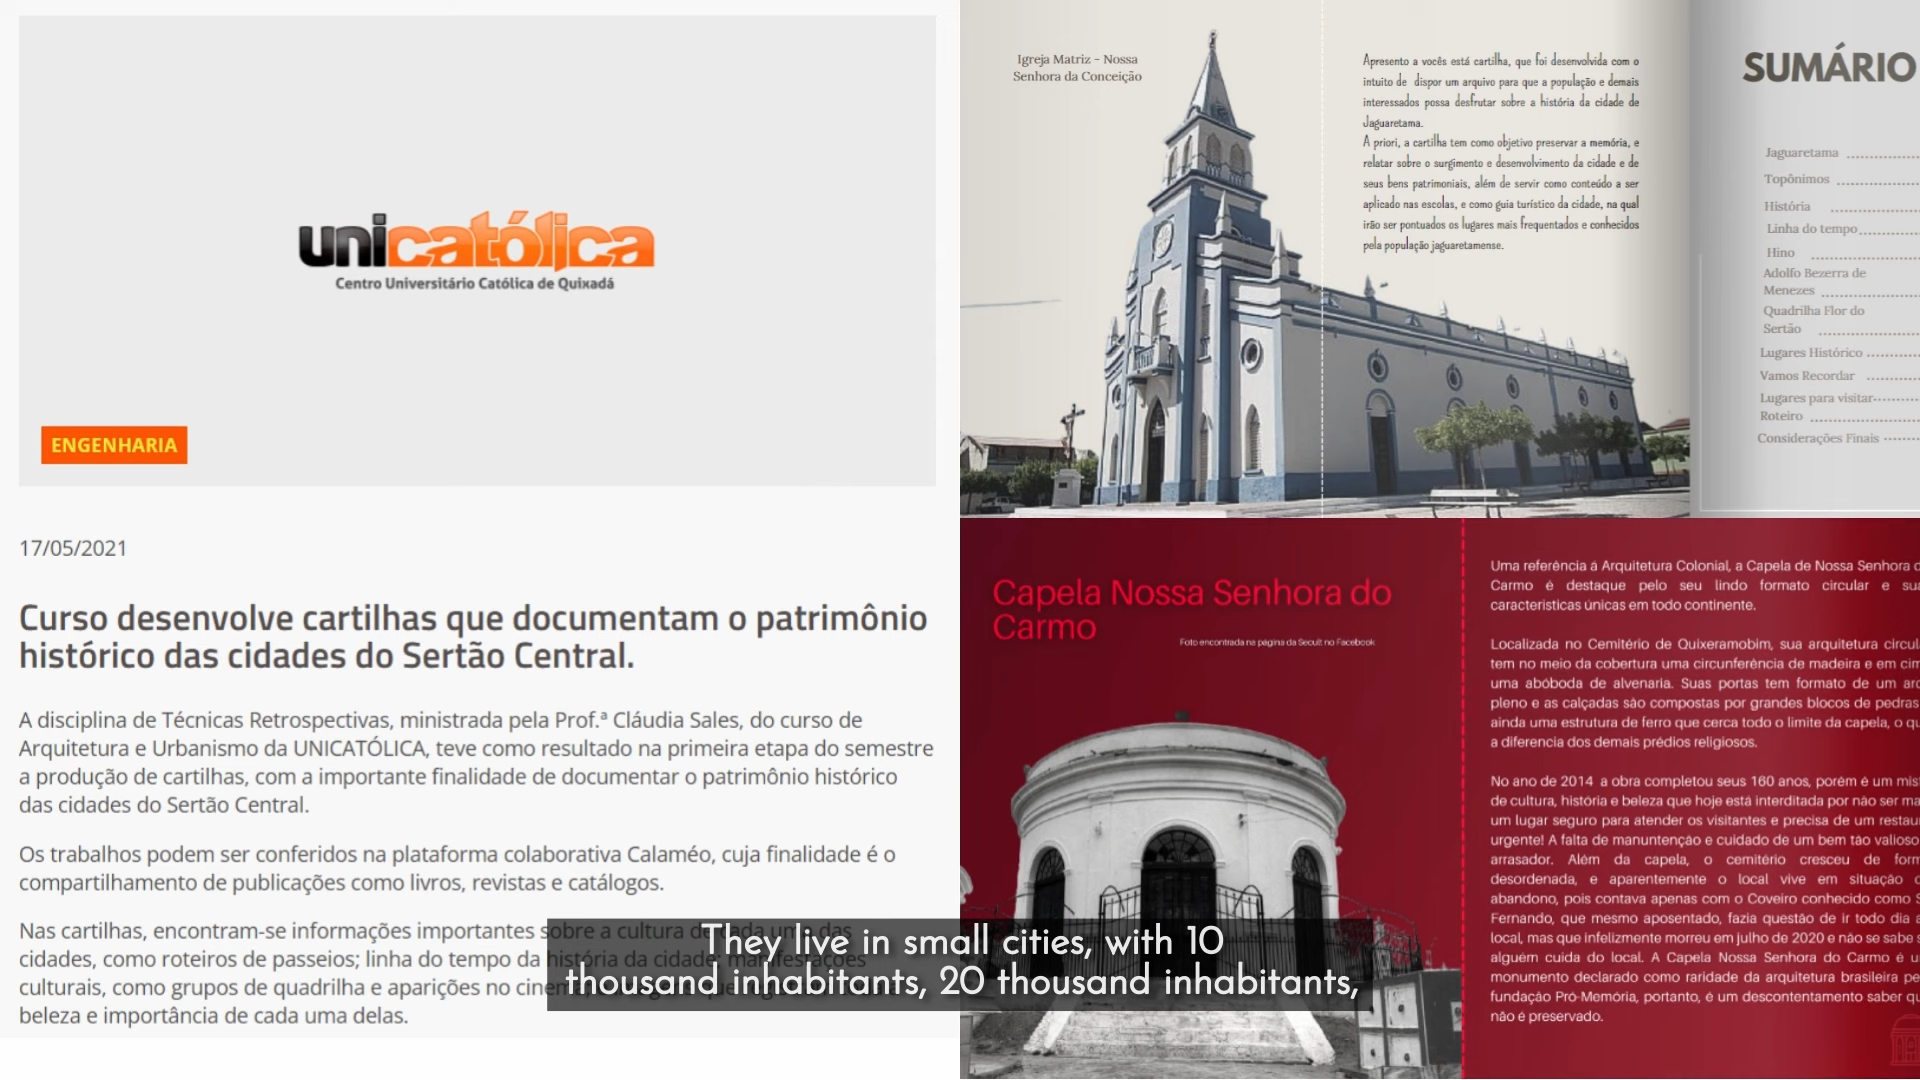 unicatólica
Centro Universitário Católica de Quixadá
ENGENHARIA
17/05/2021
Curso desenvolve cartilhas que documentam o patrimônio
histórico das cidades do Sertão Central.
A disciplina de Técnicas Retrospectivas, ministrada pela Prof.ª Cláudia Sales, do curso de
Arquitetura e Urbanismo da UNICATÓLICA, teve como resultado na primeira etapa do semestre
a produção de cartilhas, com a importante finalidade de documentar o patrimônio histórico
das cidades do Sertão Central.
Os trabalhos podem ser conferidos na plataforma colaborativa Calaméo, cuja finalidade é o
compartilhamento de publicações como livros, revistas e catálogos.
Nas cartilhas, encontram-se informações importantes sobre a cultura de cada uma das
cidades, como roteiros de passeios; linha do tempo da história da cidade; manifestações
culturais, como grupos de quadrilha e aparições no
beleza e importância de cada uma delas.
Igreja Matriz - Nossa
Senhora da Conceição
Apresento a vocês está cartilha, que foi desenvolvida com o
intuito de dispor um arquivo para que a população e demais
interessados possa desfrutar sobre a história da cidade de
Jaguaretama.
A priori, a cartilha tem como objetivo preservar a memória, e
relatar sobre o surgimento e desenvolvimento da cidade e de
seus bens patrimoniais, além de servir como conteúdo a ser
aplicado nas escolas, e como guia turístico da cidade, na qual
irão ser pontuados os lugares mais frequentados e conhecidos
pela população jaguaretamense.
SUMÁRIO
Jaguaretama
Topônimos
História
Linha do tempo
Hino
Adolfo Bezerra de
Menezes
Quadrilha Flor do
Sertão
Lugares Histórico
Vamos Recordar
Lugares para visitar
Roteiro
Considerações Finais
Capela Nossa Senhora do
Carmo
Foto encontrada na página da Secult no Facebook
Uma referência á Arquitetura Colonial, a Capela de Nossa Senhora
Carmo é destaque pelo seu lindo formato circular e
caracteristicas únicas em todo continente.
Localizada no Cemitério de Quixeramobim, sua arquitetura
tem no meio da cobertura uma circunferência de madeira e em
uma abóboda de alvenaria. Suas portas tem formato de um
pleno e as calçadas são compostas por grandes blocos de pedras
ainda uma estrutura de ferro que cerca todo o limite da capela, o
a diferencia dos demais prédios religiosos.
No ano de 2014 a obra completou seus 160 anos, porém é um
de cultura, história e beleza que hoje está interditada por não ser
um lugar seguro para atender os visitantes e precisa de um
urgente! A falta de manuntenção e cuidado de um bem tão valioso
arrasador. Além da capela, o cemitério cresceu de
desordenada, e aparentemente o local vive em situação
abandono, pois contava apenas com o Coveiro conhecido como
Fernando, que mesmo aposentado, fazia questão de ir todo dia
local, mas que infelizmente morreu em julho de 2020 e não se sabe
alguém cuida do local. A Capela Nossa Senhora do Carmo é
monumento declarado como raridade da arquitetura brasileira
fundação Pró-Memória, portanto, é um descontentamento saber
não é preservado.
They live in small cities, with 10
thousand inhabitants, 20 thousand inhabitants,